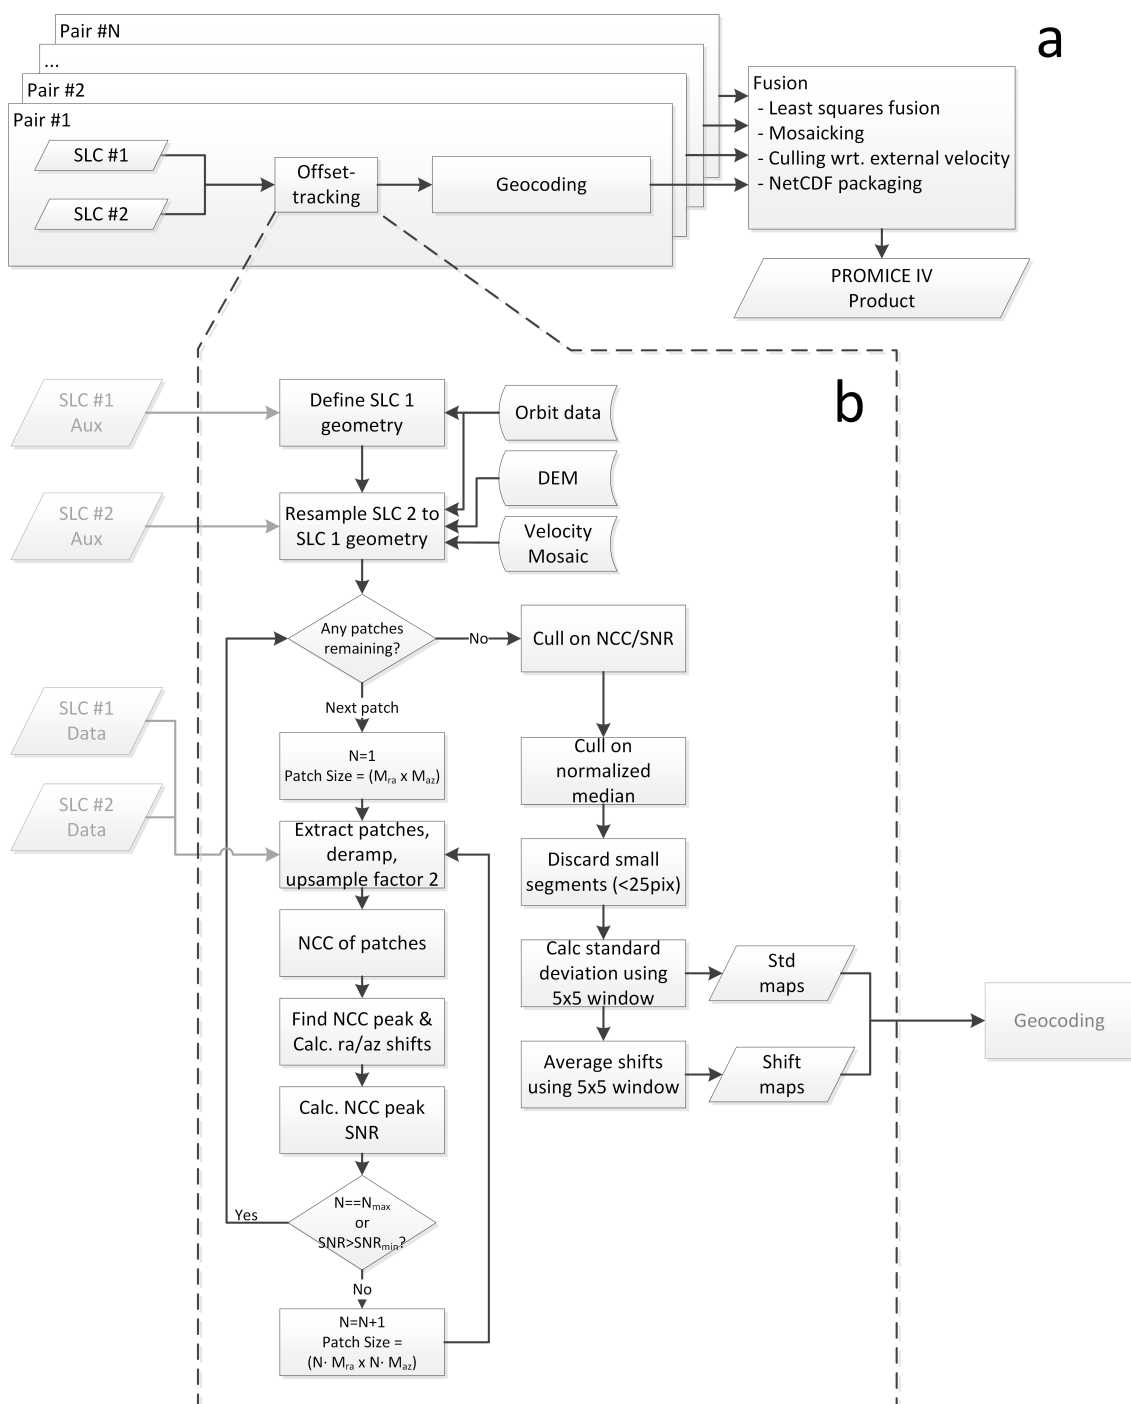 a
Pair #N
...
Pair #2
Pair #1
SLC #1
SLC #2
Offset-
tracking
Geocoding
Fusion
- Least squares fusion
- Mosaicking
- Culling wrt. external velocity
- NetCDF packaging
PROMICE IV
Product
b
SLC #1
Aux
Define SLC 1
geometry
Orbit data
DEM
SLC #2
Aux
Resample SLC 2 to
SLC 1 geometry
Velocity
Mosaic
Any patches
remaining?
No
Cull on NCC/SNR
Next patch
SLC #1
Data
N=1
Patch Size = (Mra x Maz)
Cull on
normalized
median
SLC #2
Data
Extract patches,
deramp,
upsample factor 2
Discard small
segments (<25pix)
NCC of patches
Calc standard
deviation using
5x5 window
Std
maps
Geocoding
Find NCC peak &
Calc. ra/az shifts
Average shifts
using 5x5 window
Shift
maps
Calc. NCC peak
SNR
N==Nmax
or
SNR>SNRmin?
Yes
No
N=N+1
Patch Size =
(N· Mra x N· Maz)